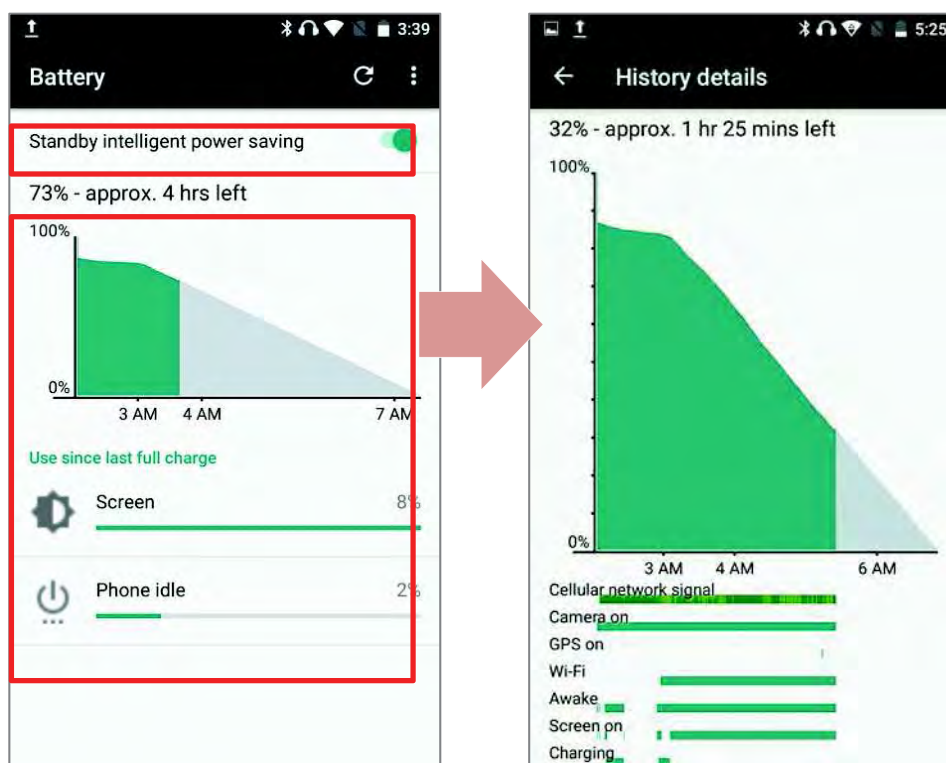 3:39
Battery
Standby intelligent power saving
73% - approx. 4 hrs left
100%
0%
3 AM 4 AM 7 AM
Use since last full charge
Screen 8%
Phone idle 2%
5:25
History details
32% - approx. 1 hr 25 mins left
100%
0%
3 AM 4 AM 6 AM
Cellular network signal
Camera on
GPS on
Wi-Fi
Awake
Screen on
Charging